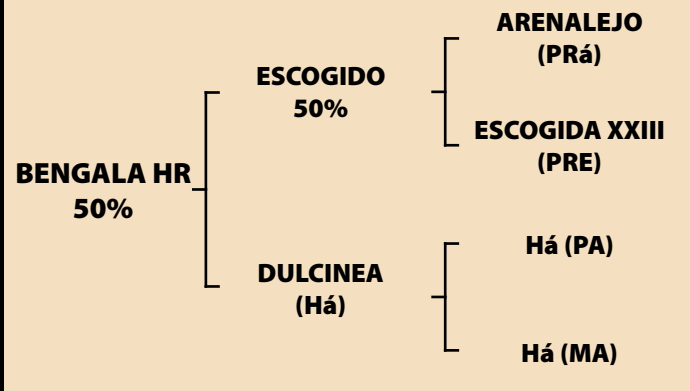 ARENALEJO
(PRá)
ESCOGIDO
50%
ESCOGIDA XXIII
(PRE)
BENGALA HR
50%
Há (PA)
DULCINEA
(Há)
Há (MA)